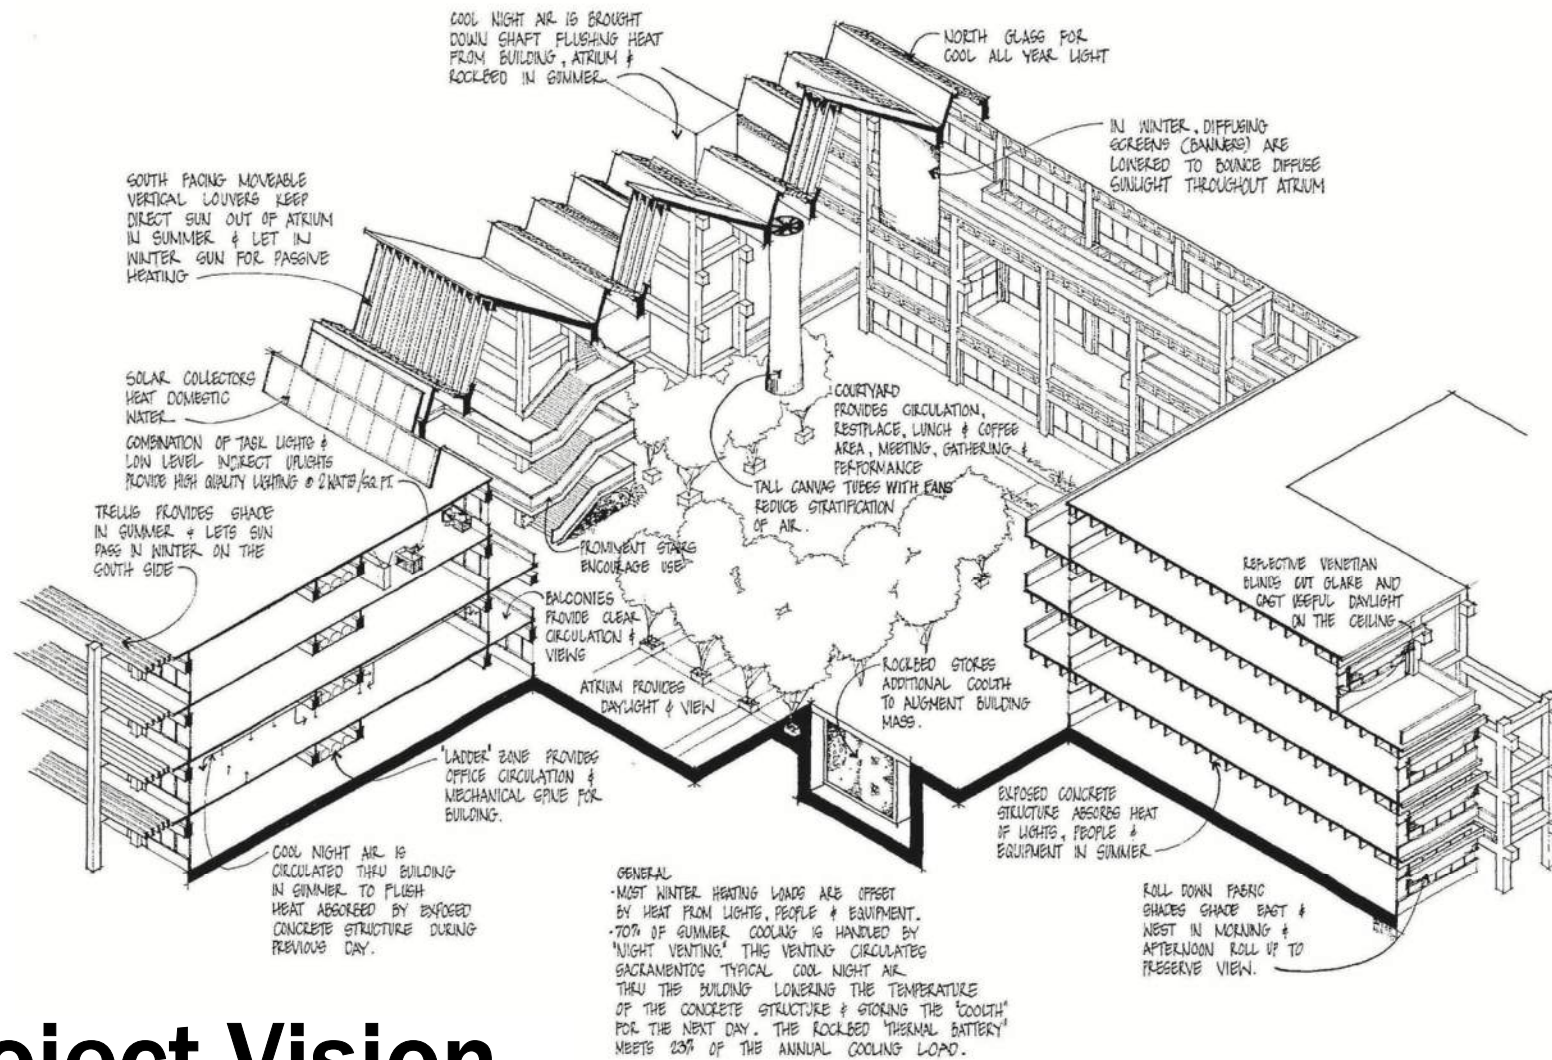 COOL NIGHT AIR IS BROUGHT
DOWN SHAFT FLUSHING HEAT
FROM BUILDING, ATRIUM &
ROCKBED IN SUMMER
NORTH GLASS FOR
COOL ALL YEAR LIGHT
IN WINTER, DIFFUSING
SCREENS (BANNERS) ARE
LOWERED TO BOUNCE DIFFUSE
SUNLIGHT THROUGHOUT ATRIUM
SOUTH FACING MOVEABLE
VERTICAL LOUVERS KEEP
DIRECT SUN OUT OF ATRIUM
IN SUMMER & LET IN
WINTER SUN FOR PASSIVE
HEATING
SOLAR COLLECTORS
HEAT DOMESTIC
WATER
COMBINATION OF TASK LIGHTS &
LOW LEVEL INDIRECT UPLIGHTS
PROVIDE HIGH QUALITY LIGHTING @ 2 WATTS/SQ. FT.
TRELLIS PROVIDES SHADE
IN SUMMER & LETS SUN
PASS IN WINTER ON THE
SOUTH SIDE
COURTYARD
PROVIDES CIRCULATION,
RESTPLACE, LUNCH & COFFEE
AREA, MEETING, GATHERING &
PERFORMANCE
TALL CANVAS TUBES WITH FANS
REDUCE STRATIFICATION
OF AIR.
PROMINENT STAIRS
ENCOURAGE USE
BALCONIES
PROVIDE CLEAR
CIRCULATION &
VIEWS
REFLECTIVE VENETIAN
BLINDS CUT GLARE AND
CAST USEFUL DAYLIGHT
ON THE CEILING
ATRIUM PROVIDES
DAYLIGHT & VIEW
ROCKBED STORES
ADDITIONAL COOLTH
TO AUGMENT BUILDING
MASS.
'LADDER' ZONE PROVIDES
OFFICE CIRCULATION &
MECHANICAL SPINE FOR
BUILDING.
EXPOSED CONCRETE
STRUCTURE ABSORBS HEAT
OF LIGHTS, PEOPLE &
EQUIPMENT IN SUMMER
COOL NIGHT AIR IS
CIRCULATED THRU BUILDING
IN SUMMER TO FLUSH
HEAT ABSORBED BY EXPOSED
CONCRETE STRUCTURE DURING
PREVIOUS DAY.
GENERAL
·MOST WINTER HEATING LOADS ARE OFFSET
BY HEAT FROM LIGHTS, PEOPLE & EQUIPMENT.
·70% OF SUMMER COOLING IS HANDLED BY
"NIGHT VENTING." THIS VENTING CIRCULATES
SACRAMENTOS TYPICAL COOL NIGHT AIR
THRU THE BUILDING LOWERING THE TEMPERATURE
OF THE CONCRETE STRUCTURE & STORING THE "COOLTH"
FOR THE NEXT DAY. THE ROCKBED "THERMAL BATTERY"
MEETS 23% OF THE ANNUAL COOLING LOAD.
ROLL DOWN FABRIC
SHADES SHADE EAST &
WEST IN MORNING &
AFTERNOON ROLL UP TO
PRESERVE VIEW.
oject Vision